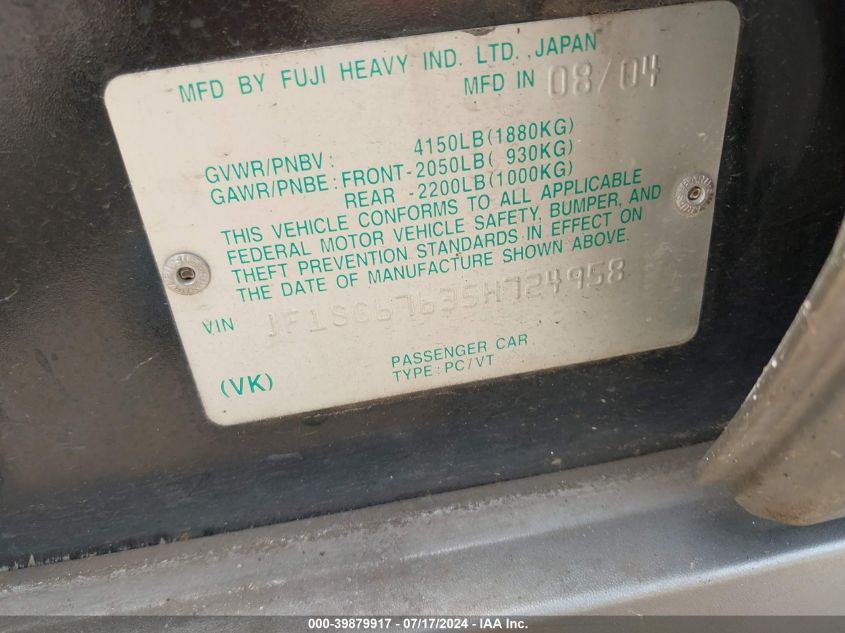 MFD BY FUJI HEAVY IND. LTD., JAPAN
MFD IN 08/04
GVWR/PNBV: 4150LB(1880KG)
GAWR/PNBE: FRONT-2050LB( 930KG)
REAR -2200LB(1000KG)
THIS VEHICLE CONFORMS TO ALL APPLICABLE
FEDERAL MOTOR VEHICLE SAFETY, BUMPER, AND
THEFT PREVENTION STANDARDS IN EFFECT ON
THE DATE OF MANUFACTURE SHOWN ABOVE.
VIN JF1SG67635H724958
PASSENGER CAR
(VK) TYPE:PC/VT
000-39879917 - 07/17/2024 - IAA Inc.